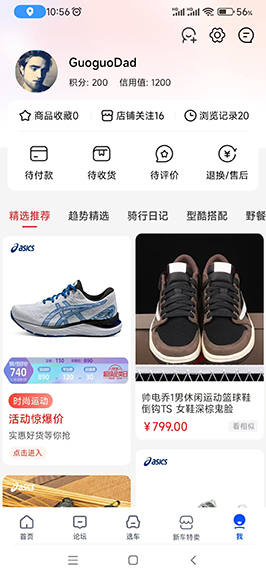 10:56
56%
GuoguoDad
积分: 200 信用值: 1200
商品收藏0
店铺关注16
浏览记录20
待付款
待收货
待评价
退换/售后
精选推荐
趋势精选
骑行日记
型酷搭配
野餐
asics
740
150
890
890
120
时尚运动
活动惊爆价
实惠好货等你抢
点击进入
帅电乔1男休闲运动篮球鞋
倒钩TS 女鞋深棕鬼脸
¥799.00
看相似
asics
asics
首页
论坛
选车
新车特卖
我